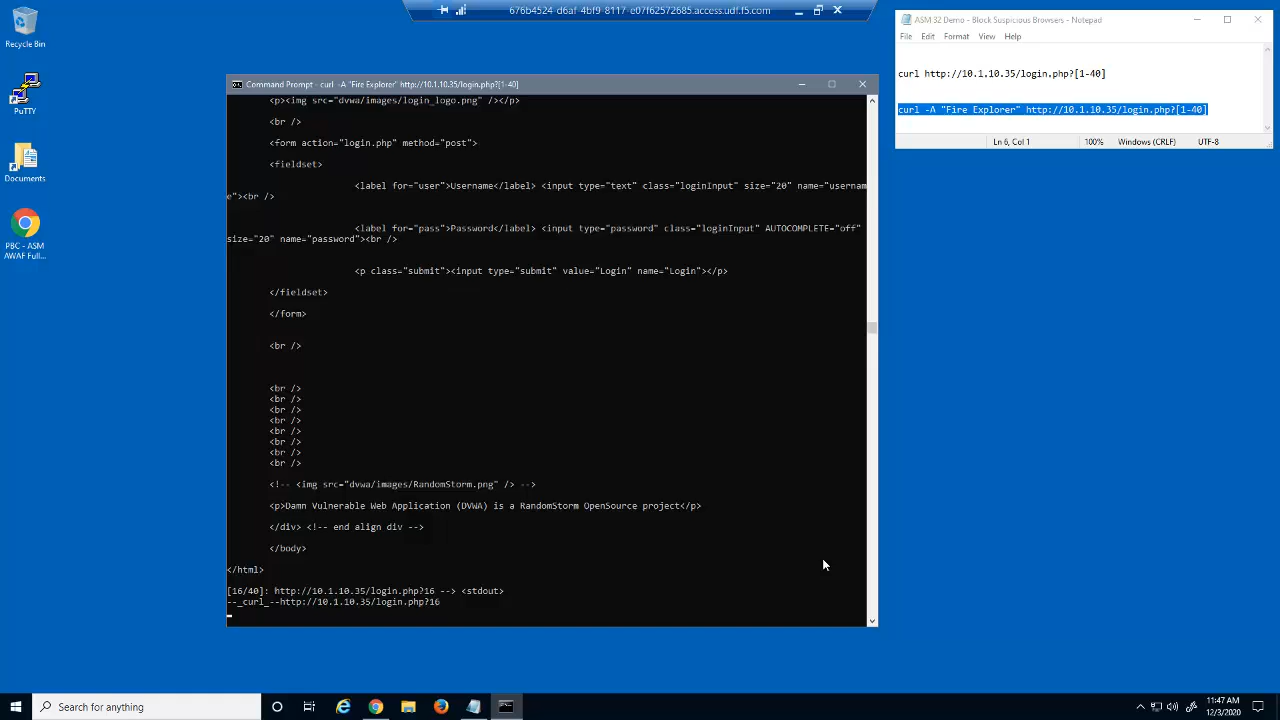 Recycle Bin
PuTTY
Documents
PBC - ASM
AWAF Full...
676b4524-d6af-4bf9-8117-e07f62572685.access.udf.f5.com
Command Prompt - curl -A "Fire Explorer" http://10.1.10.35/login.php?[1-40]
<p><img src="dvwa/images/login_logo.png" /></p>
<br />
<form action="login.php" method="post">
<fieldset>
<label for="user">Username</label> <input type="text" class="loginInput" size="20" name="usernam
e"><br />
<label for="pass">Password</label> <input type="password" class="loginInput" AUTOCOMPLETE="off"
size="20" name="password"><br />
<p class="submit"><input type="submit" value="Login" name="Login"></p>
</fieldset>
</form>
<br />
<br />
<br />
<br />
<br />
<br />
<br />
<br />
<br />
<!-- <img src="dvwa/images/RandomStorm.png" /> -->
<p>Damn Vulnerable Web Application (DVWA) is a RandomStorm OpenSource project</p>
</div> <!-- end align div -->
</body>
</html>
[16/40]: http://10.1.10.35/login.php?16 --> <stdout>
--_curl_--http://10.1.10.35/login.php?16
ASM 32 Demo - Block Suspicious Browsers - Notepad
File Edit Format View Help
curl http://10.1.10.35/login.php?[1-40]
curl -A "Fire Explorer" http://10.1.10.35/login.php?[1-40]
Ln 6, Col 1 100% Windows (CRLF) UTF-8
Search for anything
11:47 AM
12/3/2020